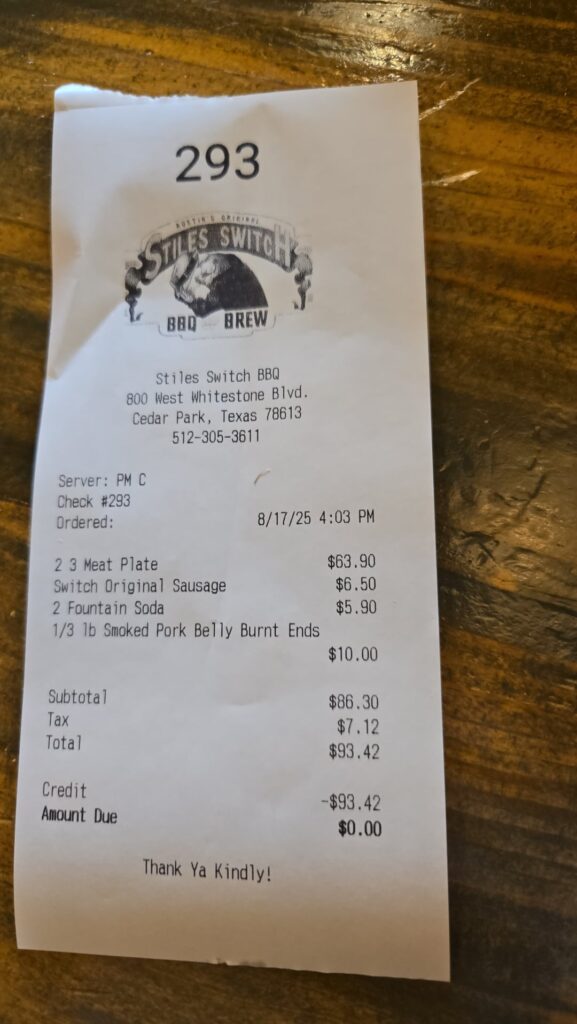 293
AUSTIN'S ORIGINAL
STILES SWITCH
BBQ BREW
Stiles Switch BBQ
800 West Whitestone Blvd.
Cedar Park, Texas 78613
512-305-3611
Server: PM C
Check #293
Ordered: 8/17/25 4:03 PM
2 3 Meat Plate $63.90
Switch Original Sausage $6.50
2 Fountain Soda $5.90
1/3 lb Smoked Pork Belly Burnt Ends
$10.00
Subtotal $86.30
Tax $7.12
Total $93.42
Credit -$93.42
Amount Due $0.00
Thank Ya Kindly!